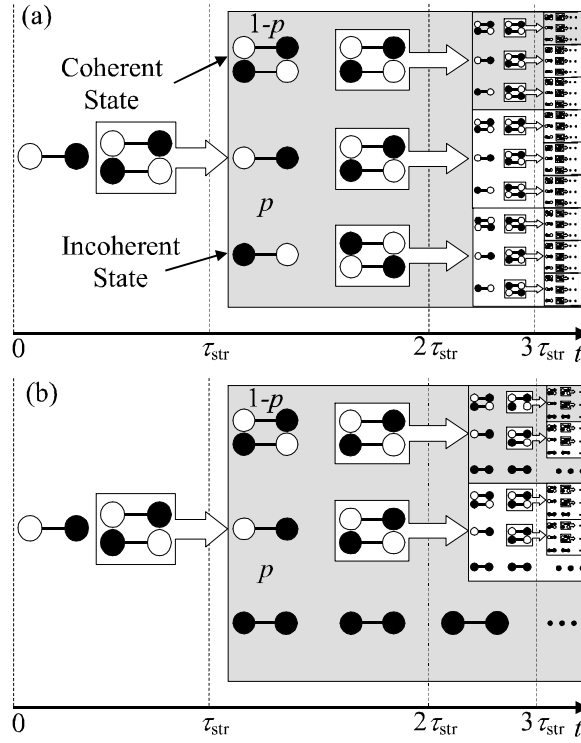 (a)
1-p
Coherent
State
p
Incoherent
State
0
τstr
2 τstr
3 τstr
t
(b)
1-p
p
0
τstr
2 τstr
3 τstr
t